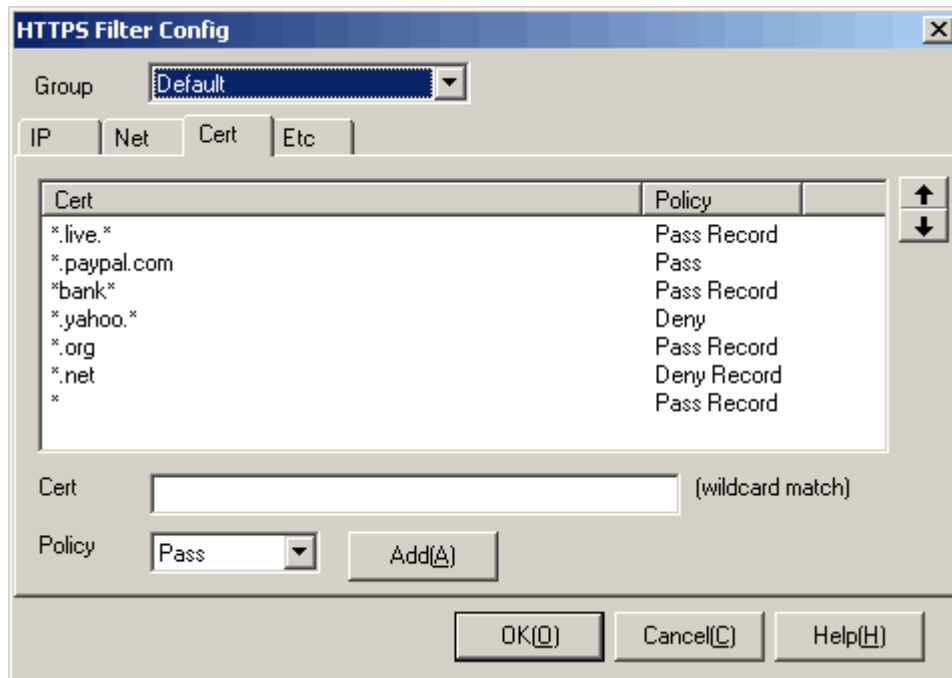 HTTPS Filter Config
Group Default
IP Net Cert Etc
Cert Policy
*.live.* Pass Record
*.paypal.com Pass
*bank* Pass Record
*.yahoo.* Deny
*.org Pass Record
*.net Deny Record
* Pass Record
Cert (wildcard match)
Policy Pass Add(A)
OK(O) Cancel(C) Help(H)